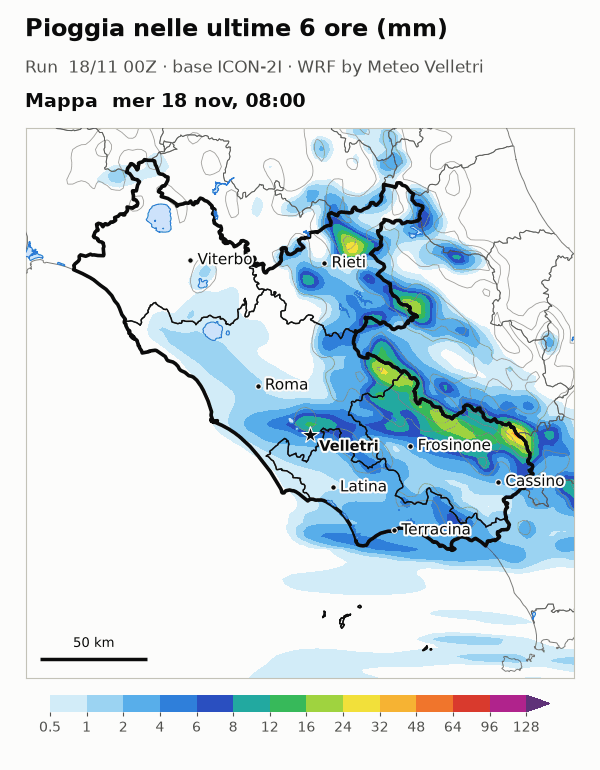 Pioggia nelle ultime 6 ore (mm)
Run  18/11 00Z · base ICON-2I · WRF by Meteo Velletri
Mappa  mer 18 nov, 08:00
Viterbo
Rieti
Roma
Velletri
Frosinone
Cassino
Latina
Terracina
50 km
0.5 1 2 4 6 8 12 16 24 32 48 64 96 128